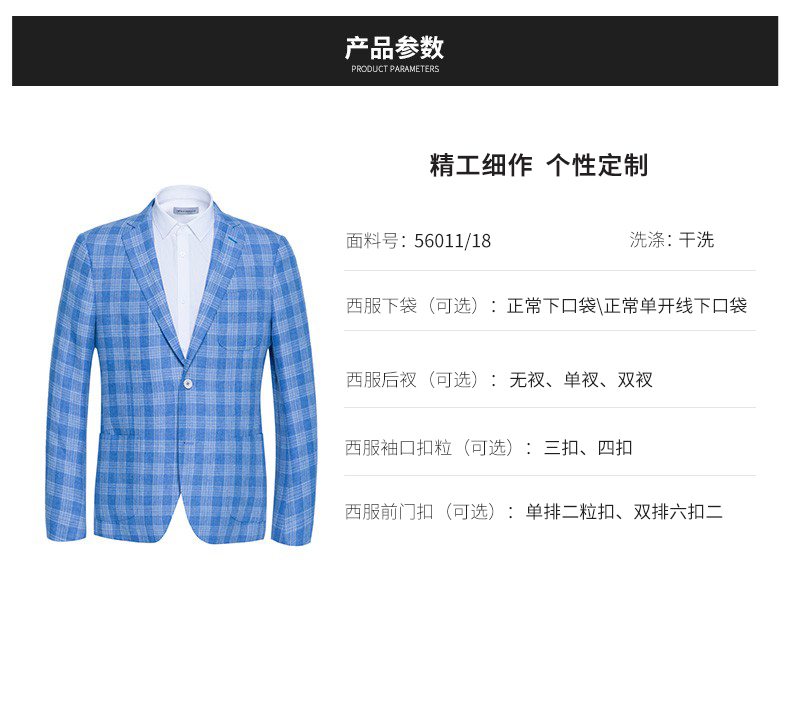 产品参数
PRODUCT PARAMETERS
精工细作 个性定制
面料号：56011/18 洗涤：干洗
西服下袋（可选）：正常下口袋\正常单开线下口袋
西服后衩（可选）：无衩、单衩、双衩
西服袖口扣粒（可选）：三扣、四扣
西服前门扣（可选）：单排二粒扣、双排六扣二